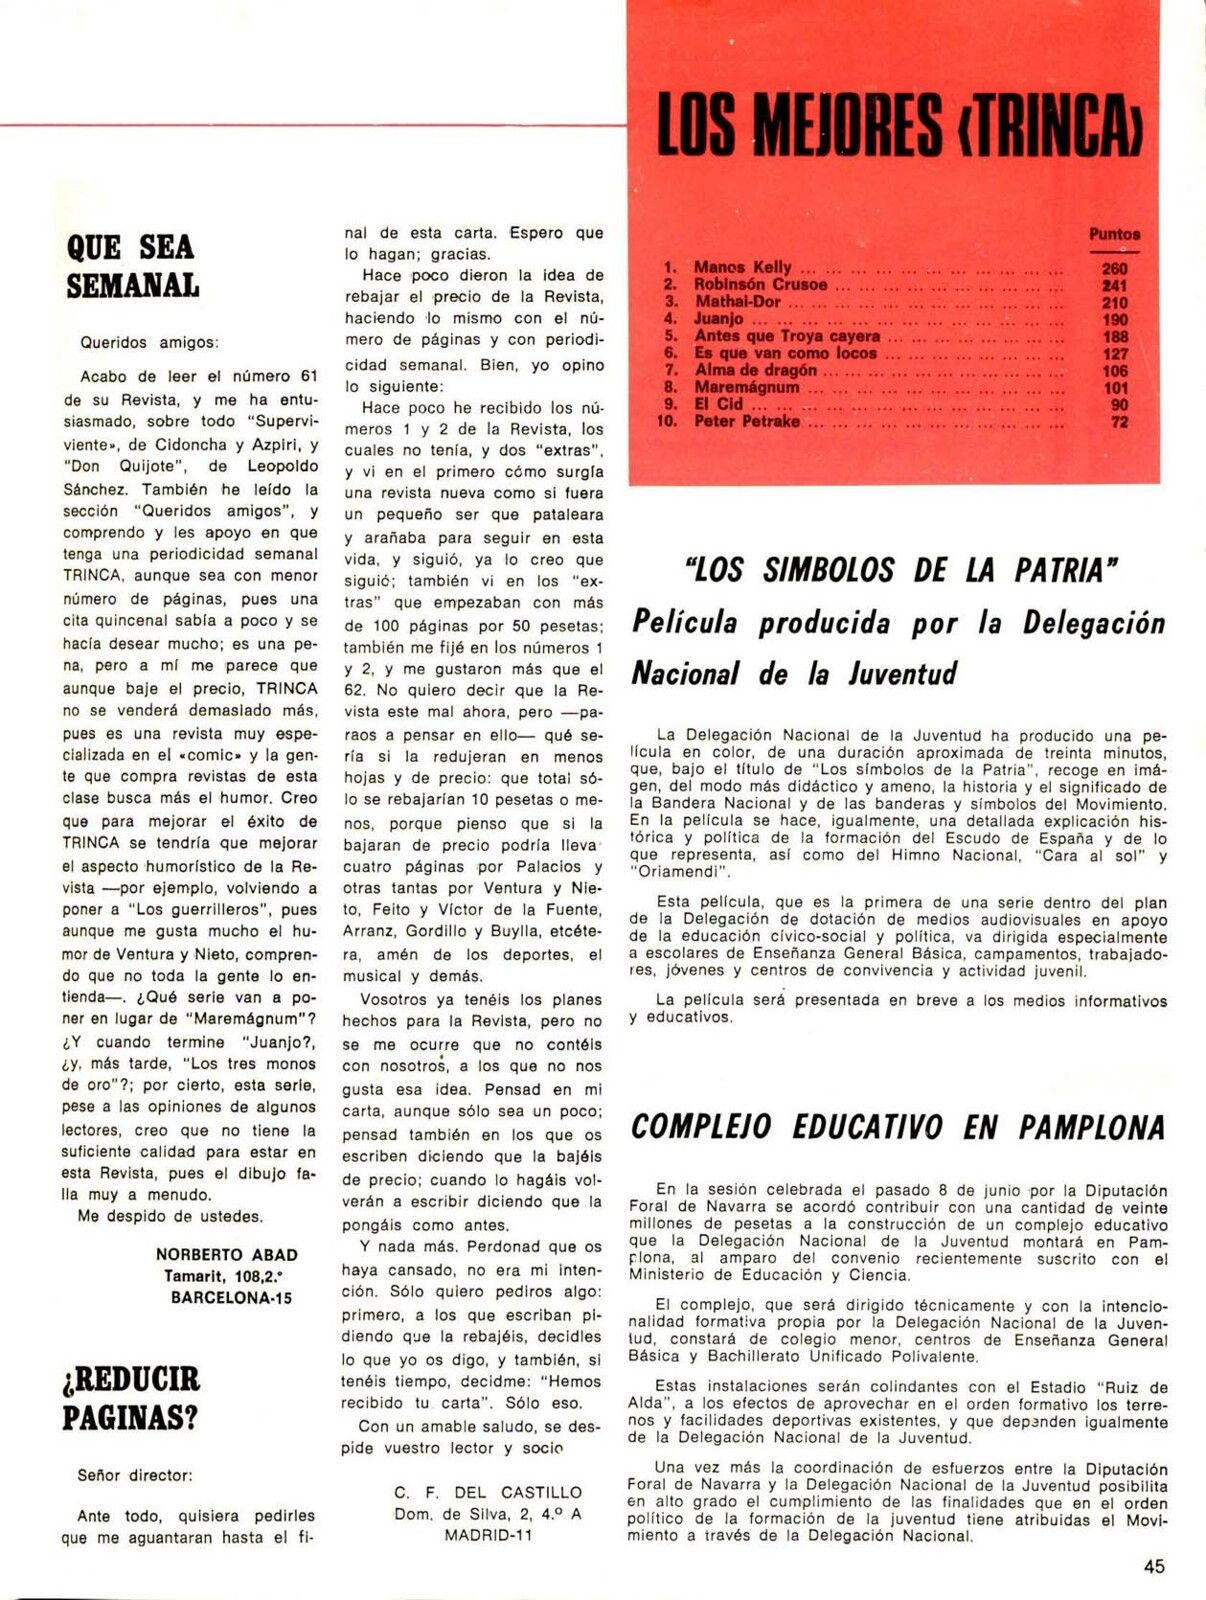 QUE SEA
SEMANAL
Queridos amigos:
Acabo de leer el número 61
de su Revista, y me ha entu-
siasmado, sobre todo "Supervi-
viente», de Cidoncha y Azpiri, y
"Don Quijote", de Leopoldo
Sánchez. También he leído la
sección "Queridos amigos", y
comprendo y les apoyo en que
tenga una periodicidad semanal
TRINCA, aunque sea con menor
número de páginas, pues una
cita quincenal sabía a poco y se
hacía desear mucho; es una pe-
na, pero a mí me parece que
aunque baje el precio, TRINCA
no se venderá demasiado más,
pues es una revista muy espe-
cializada en el «comic» y la gen-
te que compra revistas de esta
clase busca más el humor. Creo
que para mejorar el éxito de
TRINCA se tendría que mejorar
el aspecto humorístico de la Re-
vista —por ejemplo, volviendo a
poner a "Los guerrilleros", pues
aunque me gusta mucho el hu-
mor de Ventura y Nieto, compren-
do que no toda la gente lo en-
tienda—. ¿Qué serie van a po-
ner en lugar de "Maremágnum"?
¿Y cuando termine "Juanjo?,
¿y, más tarde, "Los tres monos
de oro"?; por cierto, esta serie,
pese a las opiniones de algunos
lectores, creo que no tiene la
suficiente calidad para estar en
esta Revista, pues el dibujo fa-
lla muy a menudo.
Me despido de ustedes.
NORBERTO ABAD
Tamarit, 108,2.°
BARCELONA-15
¿REDUCIR
PAGINAS?
Señor director:
Ante todo, quisiera pedirles
que me aguantaran hasta el fi-
nal de esta carta. Espero que
lo hagan; gracias.
Hace poco dieron la idea de
rebajar el precio de la Revista,
haciendo lo mismo con el nú-
mero de páginas y con periodi-
cidad semanal. Bien, yo opino
lo siguiente:
Hace poco he recibido los nú-
meros 1 y 2 de la Revista, los
cuales no tenía, y dos "extras",
y vi en el primero cómo surgía
una revista nueva como si fuera
un pequeño ser que pataleara
y arañaba para seguir en esta
vida, y siguió, ya lo creo que
siguió; también vi en los "ex-
tras" que empezaban con más
de 100 páginas por 50 pesetas;
también me fijé en los números 1
y 2, y me gustaron más que el
62. No quiero decir que la Re-
vista este mal ahora, pero —pa-
raos a pensar en ello— qué se-
ría si la redujeran en menos
hojas y de precio: que total só-
lo se rebajarían 10 pesetas o me-
nos, porque pienso que si la
bajaran de precio podría lleva
cuatro páginas por Palacios y
otras tantas por Ventura y Nie-
to, Feito y Víctor de la Fuente,
Arranz, Gordillo y Buylla, etcéte-
ra, amén de los deportes, el
musical y demás.
Vosotros ya tenéis los planes
hechos para la Revista, pero no
se me ocurre que no contéis
con nosotros, a los que no nos
gusta esa idea. Pensad en mi
carta, aunque sólo sea un poco;
pensad también en los que os
escriben diciendo que la bajéis
de precio; cuando lo hagáis vol-
verán a escribir diciendo que la
pongáis como antes.
Y nada más. Perdonad que os
haya cansado, no era mi inten-
ción. Sólo quiero pediros algo:
primero, a los que escriban pi-
diendo que la rebajéis, decidles
lo que yo os digo, y también, si
tenéis tiempo, decidme: "Hemos
recibido tu carta". Sólo eso.
Con un amable saludo, se des-
pide vuestro lector y socio
C. F. DEL CASTILLO
Dom. de Silva, 2, 4.º A
MADRID-11
LOS MEJORES «TRINCA»
Puntos
1. Manos Kelly ... 260
2. Robinsón Crusoe ... 241
3. Mathai-Dor ... 210
4. Juanjo ... 190
5. Antes que Troya cayera ... 188
6. Es que van como locos ... 127
7. Alma de dragón ... 106
8. Maremágnum ... 101
9. El Cid ... 90
10. Peter Petrake ... 72
"LOS SIMBOLOS DE LA PATRIA"
Película producida por la Delegación
Nacional de la Juventud
La Delegación Nacional de la Juventud ha producido una pe-
lícula en color, de una duración aproximada de treinta minutos,
que, bajo el título de "Los símbolos de la Patria", recoge en imá-
gen, del modo más didáctico y ameno, la historia y el significado de
la Bandera Nacional y de las banderas y símbolos del Movimiento.
En la película se hace, igualmente, una detallada explicación his-
tórica y política de la formación del Escudo de España y de lo
que representa, así como del Himno Nacional, "Cara al sol" y
"Oriamendi".
Esta película, que es la primera de una serie dentro del plan
de la Delegación de dotación de medios audiovisuales en apoyo
de la educación cívico-social y política, va dirigida especialmente
a escolares de Enseñanza General Básica, campamentos, trabajado-
res, jóvenes y centros de convivencia y actividad juvenil.
La película será presentada en breve a los medios informativos
y educativos.
COMPLEJO EDUCATIVO EN PAMPLONA
En la sesión celebrada el pasado 8 de junio por la Diputación
Foral de Navarra se acordó contribuir con una cantidad de veinte
millones de pesetas a la construcción de un complejo educativo
que la Delegación Nacional de la Juventud montará en Pam-
plona, al amparo del convenio recientemente suscrito con el
Ministerio de Educación y Ciencia.
El complejo, que será dirigido técnicamente y con la intencio-
nalidad formativa propia por la Delegación Nacional de la Juven-
tud, constará de colegio menor, centros de Enseñanza General
Básica y Bachillerato Unificado Polivalente.
Estas instalaciones serán colindantes con el Estadio "Ruiz de
Alda", a los efectos de aprovechar en el orden formativo los terre-
nos y facilidades deportivas existentes, y que dependen igualmente
de la Delegación Nacional de la Juventud.
Una vez más la coordinación de esfuerzos entre la Diputación
Foral de Navarra y la Delegación Nacional de la Juventud posibilita
en alto grado el cumplimiento de las finalidades que en el orden
político de la formación de la juventud tiene atribuidas el Movi-
miento a través de la Delegación Nacional.
45